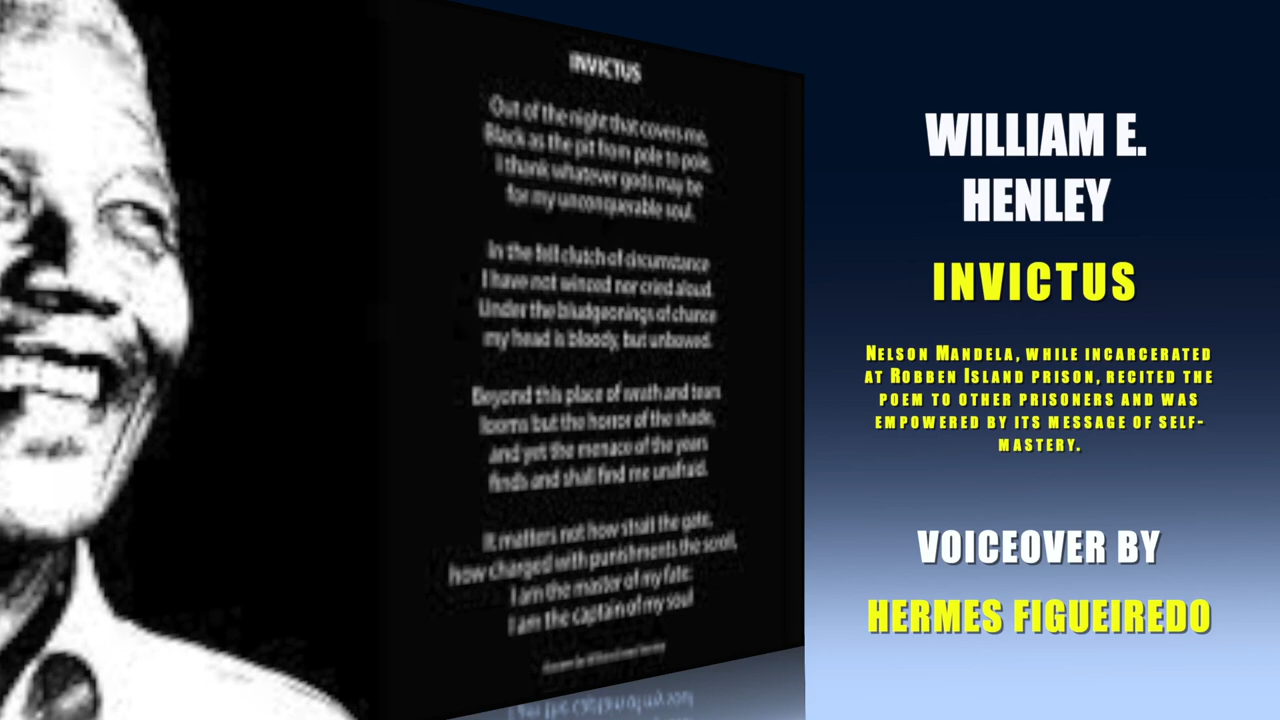 INVICTUS
Out of the night that covers me,
Black as the pit from pole to pole,
I thank whatever gods may be
for my unconquerable soul.
In the fell clutch of circumstance
I have not winced nor cried aloud.
Under the bludgeonings of chance
my head is bloody, but unbowed.
Beyond this place of wrath and tears
looms but the horror of the shade,
and yet the menace of the years
finds and shall find me unafraid.
It matters not how strait the gate,
how charged with punishments the scroll,
I am the master of my fate:
I am the captain of my soul
WILLIAM E.
HENLEY
INVICTUS
NELSON MANDELA, WHILE INCARCERATED
AT ROBBEN ISLAND PRISON, RECITED THE
POEM TO OTHER PRISONERS AND WAS
EMPOWERED BY ITS MESSAGE OF SELF-
MASTERY.
VOICEOVER BY
HERMES FIGUEIREDO